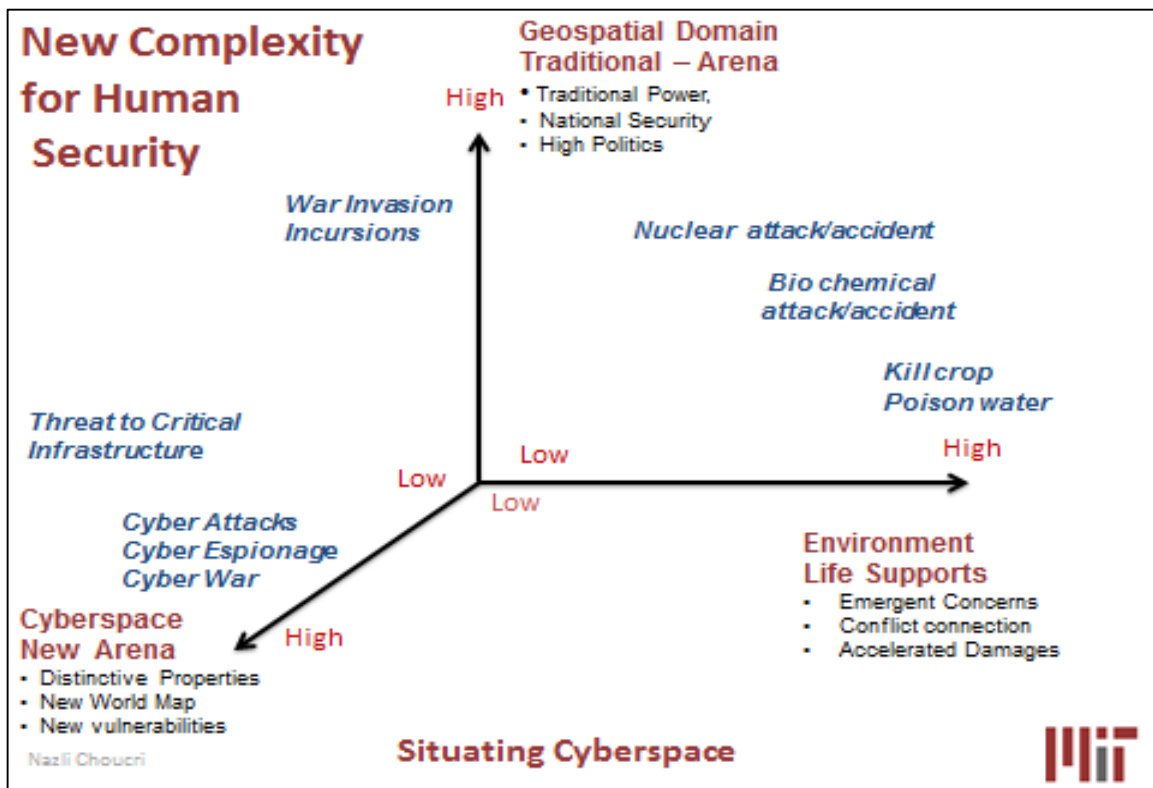 New Complexity
for Human
Security
Geospatial Domain
Traditional – Arena
• Traditional Power,
• National Security
• High Politics
High
War Invasion
Incursions
Nuclear attack/accident
Bio chemical
attack/accident
Kill crop
Poison water
Threat to Critical
Infrastructure
Low
Low
High
Low
Cyber Attacks
Cyber Espionage
Cyber War
Environment
Life Supports
• Emergent Concerns
• Conflict connection
• Accelerated Damages
Cyberspace
New Arena
High
• Distinctive Properties
• New World Map
• New vulnerabilities
Nazli Choucri
Situating Cyberspace
MIT